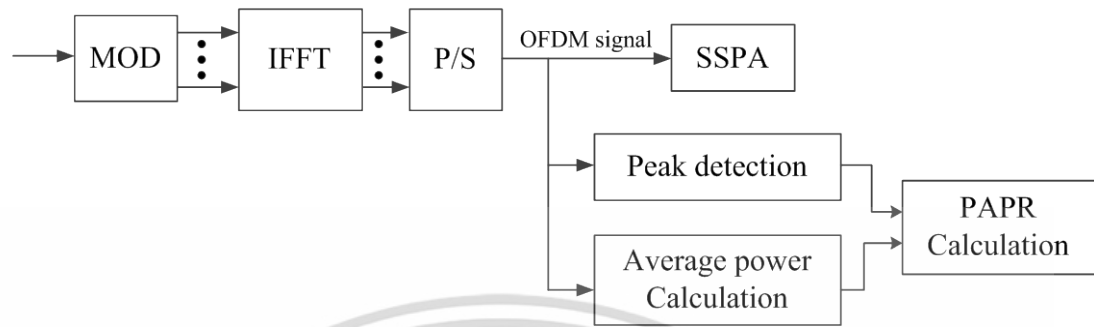 MOD
IFFT
P/S
OFDM signal
SSPA
Peak detection
Average power
Calculation
PAPR
Calculation